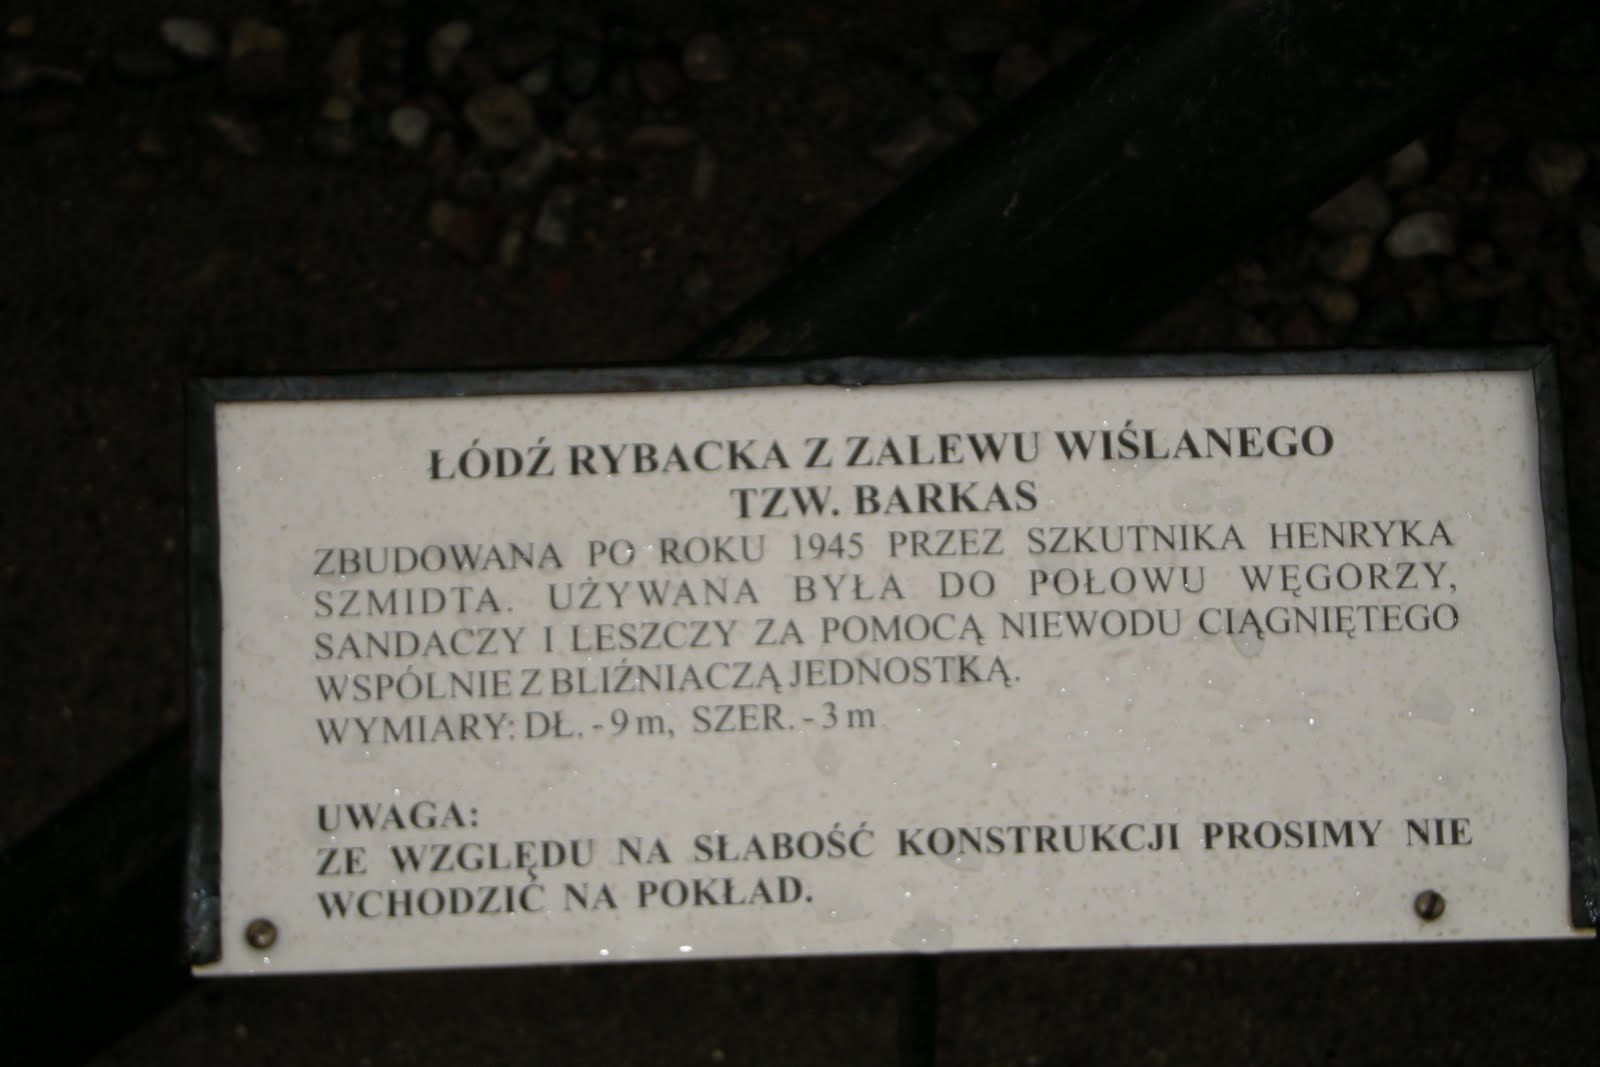 ŁÓDŹ RYBACKA Z ZALEWU WIŚLANEGO
TZW. BARKAS
ZBUDOWANA PO ROKU 1945 PRZEZ SZKUTNIKA HENRYKA
SZMIDTA. UŻYWANA BYŁA DO POŁOWU WĘGORZY,
SANDACZY I LESZCZY ZA POMOCĄ NIEWODU CIĄGNIĘTEGO
WSPÓLNIE Z BLIŹNIACZĄ JEDNOSTKĄ.
WYMIARY: DŁ. - 9 m, SZER. - 3 m
UWAGA:
ZE WZGLĘDU NA SŁABOŚĆ KONSTRUKCJI PROSIMY NIE
WCHODZIĆ NA POKŁAD.